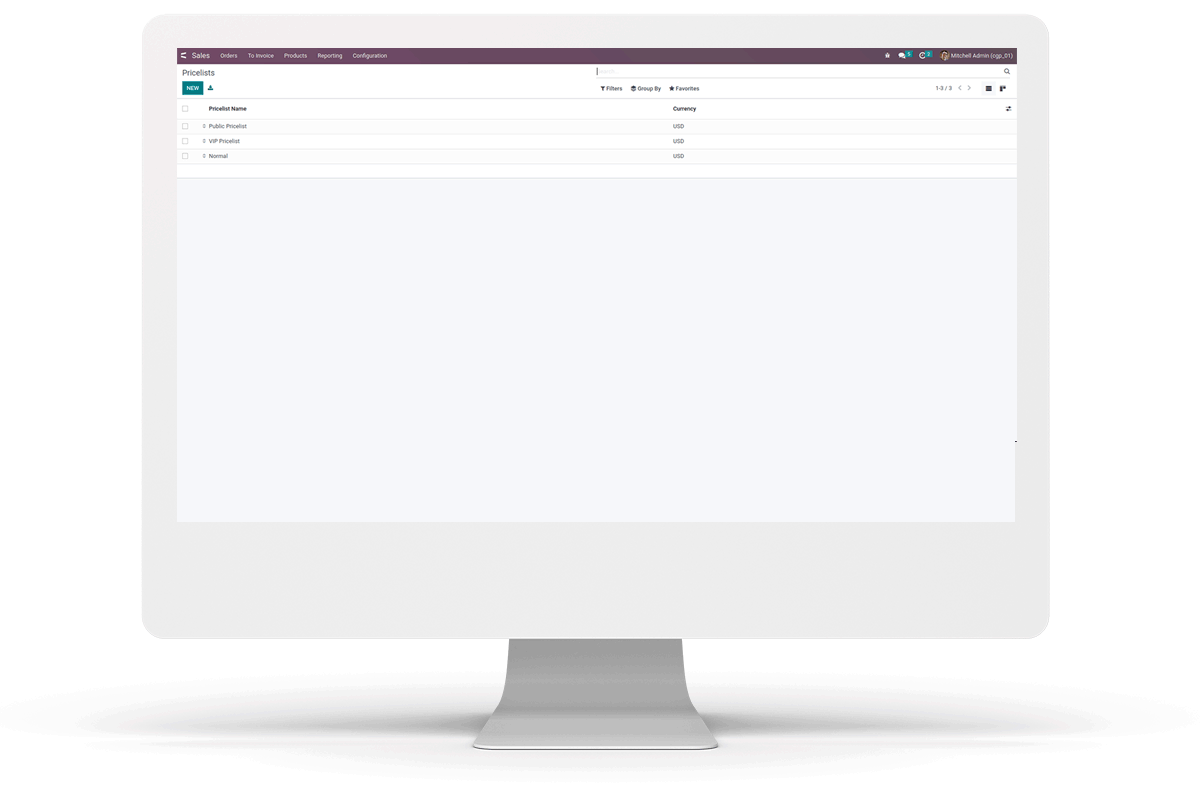 Sales Orders To Invoice Products Reporting Configuration Mitchell Admin (cgp_01)
Pricelists
Search...
NEW Filters Group By Favorites 1-3 / 3
Pricelist Name Currency
Public Pricelist USD
VIP Pricelist USD
Normal USD